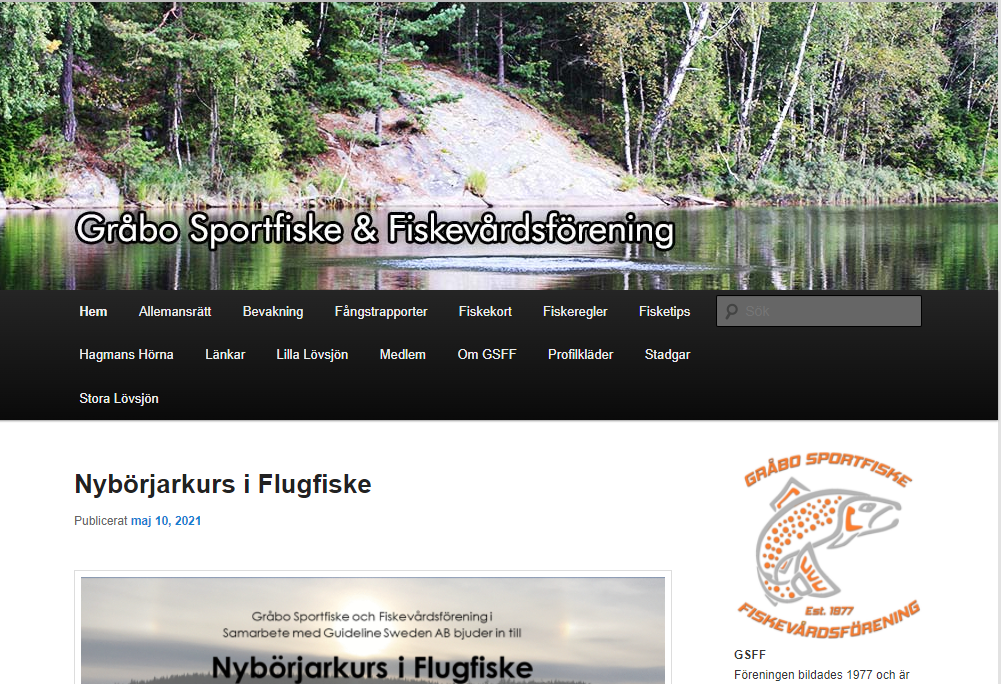 Gråbo Sportfiske & Fiskevårdsförening
Hem Allemansrätt Bevakning Fångstrapporter Fiskekort Fiskeregler Fisketips Sök
Hagmans Hörna Länkar Lilla Lövsjön Medlem Om GSFF Profilkläder Stadgar
Stora Lövsjön
Nybörjarkurs i Flugfiske
Publicerat maj 10, 2021
Gråbo Sportfiske och Fiskevårdsförening i
Samarbete med Guideline Sweden AB bjuder in till
Nybörjarkurs i Flugfiske
GRÅBO SPORTFISKE
Est. 1977
FISKEVÅRDSFÖRENING
GSFF
Föreningen bildades 1977 och är